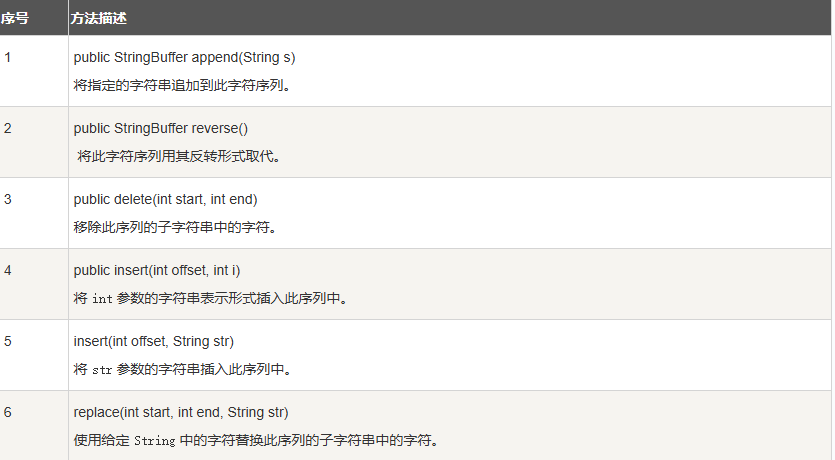 序号 方法描述
1 public StringBuffer append(String s)
将指定的字符串追加到此字符序列。
2 public StringBuffer reverse()
将此字符序列用其反转形式取代。
3 public delete(int start, int end)
移除此序列的子字符串中的字符。
4 public insert(int offset, int i)
将 int 参数的字符串表示形式插入此序列中。
5 insert(int offset, String str)
将 str 参数的字符串插入此序列中。
6 replace(int start, int end, String str)
使用给定 String 中的字符替换此序列的子字符串中的字符。